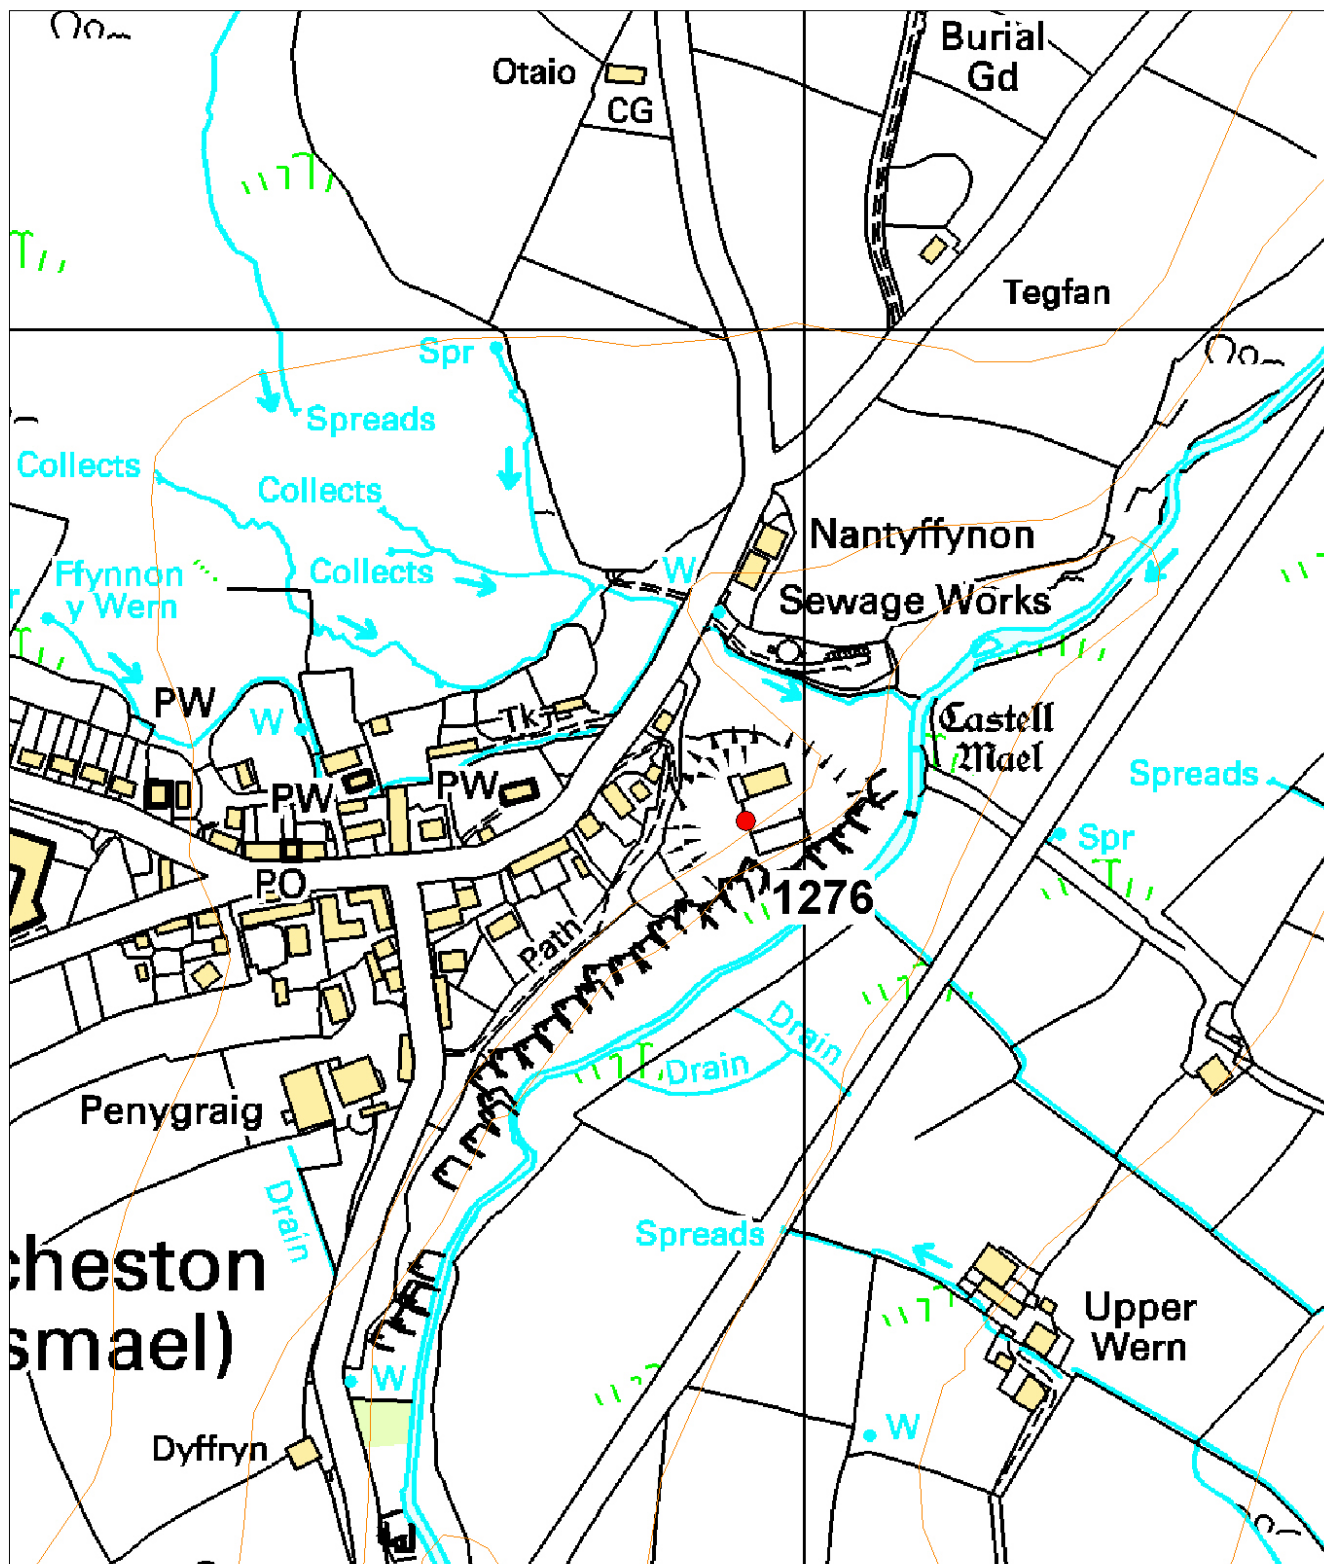 Burial
Gd
Otaio
CG
Tegfan
Spr
Spreads
Collects
Collects
Nantyffynon
Collects
W
Ffynnon
y Wern
Sewage Works
PW
W
Tk
Castell
Mael
Spreads
PW
PW
Spr
PO
1276
Path
Drain
Drain
Penygraig
Drain
Spreads
cheston
smael)
Upper
Wern
W
W
Dyffryn